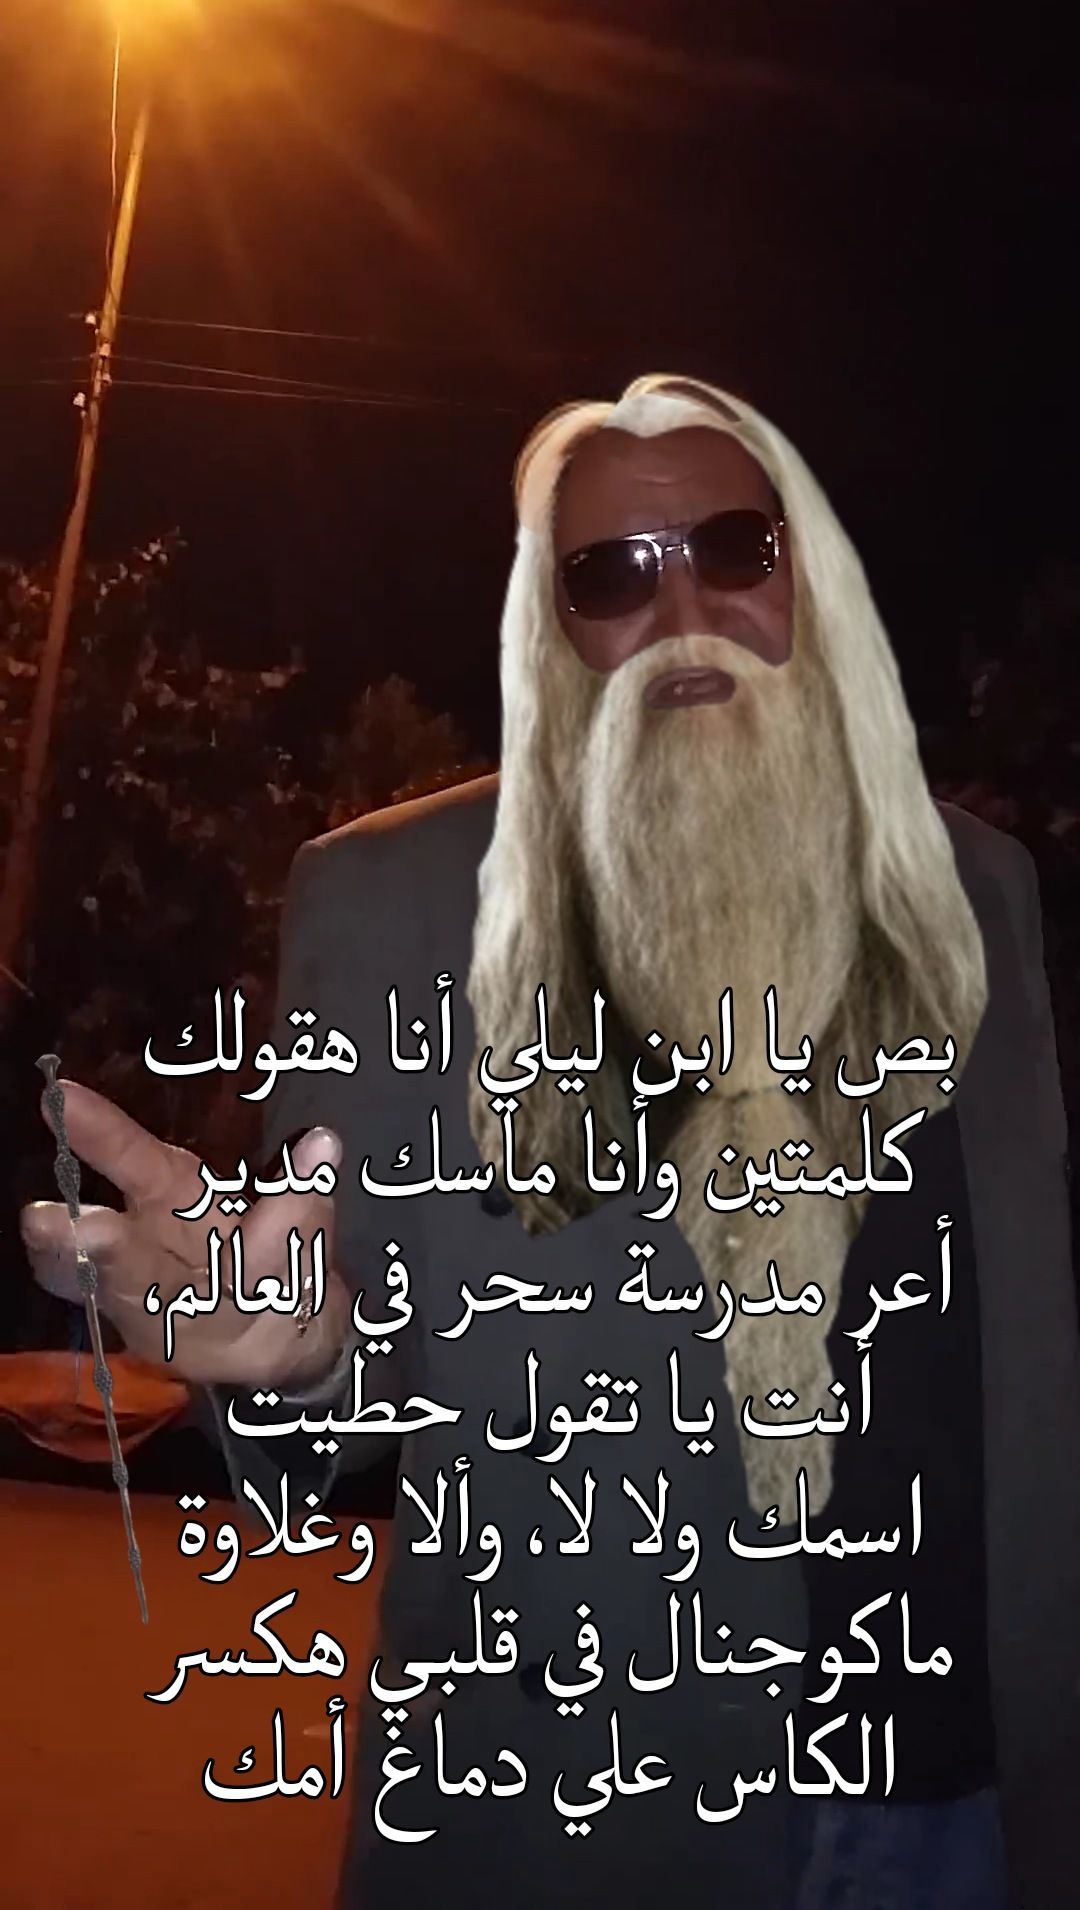 بص يا ابن ليلي أنا هقولك
كلمتين وأنا ماسك مدير
أعر مدرسة سحر في العالم،
أنت يا تقول حطيت
اسمك ولا لا، وألا وغلاوة
ماكوجنال في قلبي هكسر
الكاس علي دماغ أمك